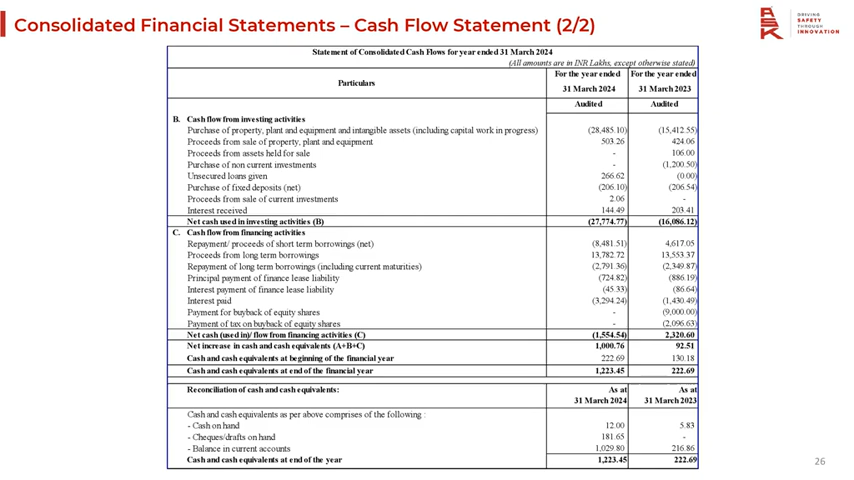 Consolidated Financial Statements – Cash Flow Statement (2/2)
ASK
DRIVING
SAFETY
THROUGH
INNOVATION
Statement of Consolidated Cash Flows for year ended 31 March 2024
(All amounts are in INR Lakhs, except otherwise stated)
Particulars For the year ended 31 March 2024 For the year ended 31 March 2023
Audited Audited
B. Cash flow from investing activities
Purchase of property, plant and equipment and intangible assets (including capital work in progress) (28,485.10) (15,412.55)
Proceeds from sale of property, plant and equipment 503.26 424.06
Proceeds from assets held for sale - 106.00
Purchase of non current investments - (1,200.50)
Unsecured loans given 266.62 (0.00)
Purchase of fixed deposits (net) (206.10) (206.54)
Proceeds from sale of current investments 2.06 -
Interest received 144.49 203.41
Net cash used in investing activities (B) (27,774.77) (16,086.12)
C. Cash flow from financing activities
Repayment/ proceeds of short term borrowings (net) (8,481.51) 4,617.05
Proceeds from long term borrowings 13,782.72 13,553.37
Repayment of long term borrowings (including current maturities) (2,791.36) (2,349.87)
Principal payment of finance lease liability (724.82) (886.19)
Interest payment of finance lease liability (45.33) (86.64)
Interest paid (3,294.24) (1,430.49)
Payment for buyback of equity shares - (9,000.00)
Payment of tax on buyback of equity shares - (2,096.63)
Net cash (used in)/ flow from financing activities (C) (1,554.54) 2,320.60
Net increase in cash and cash equivalents (A+B+C) 1,000.76 92.51
Cash and cash equivalents at beginning of the financial year 222.69 130.18
Cash and cash equivalents at end of the financial year 1,223.45 222.69
Reconciliation of cash and cash equivalents: As at 31 March 2024 As at 31 March 2023
Cash and cash equivalents as per above comprises of the following :
- Cash on hand 12.00 5.83
- Cheques/drafts on hand 181.65 -
- Balance in current accounts 1,029.80 216.86
Cash and cash equivalents at end of the year 1,223.45 222.69
26